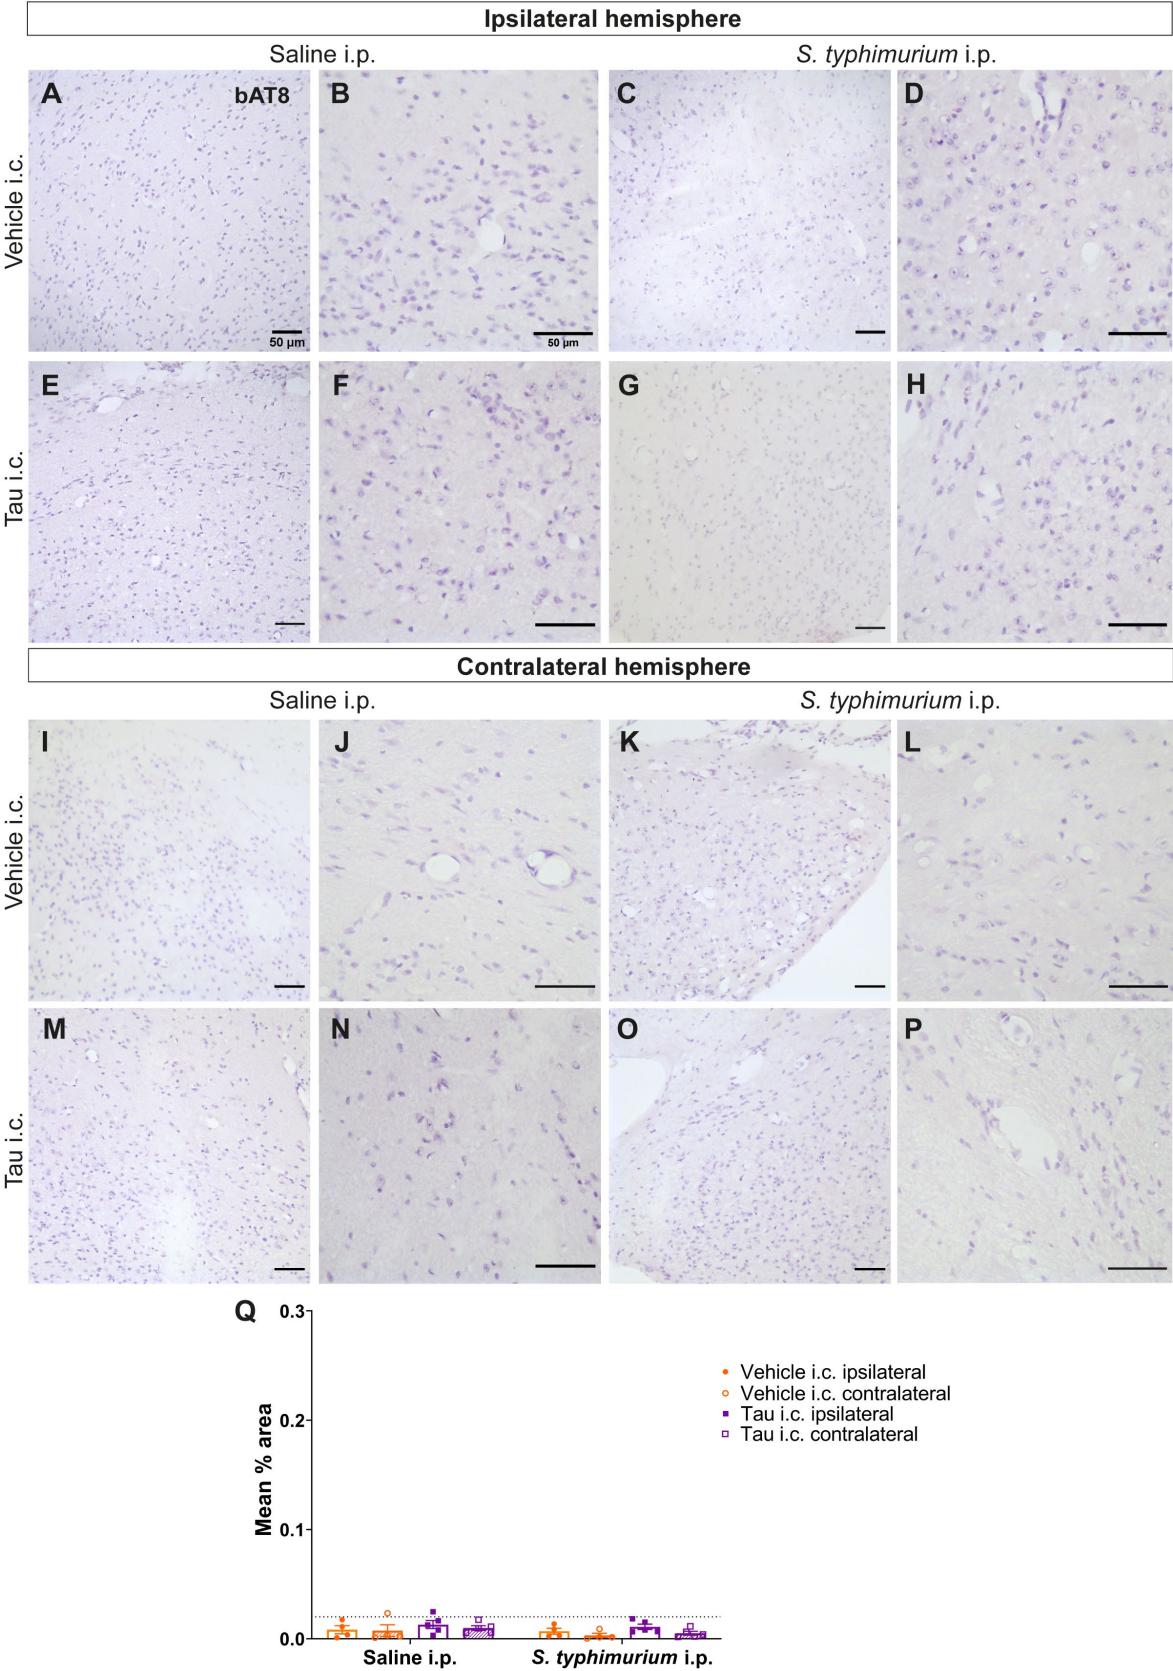 Ipsilateral hemisphere
Saline i.p.
S. typhimurium i.p.
Vehicle i.c.
A
bAT8
50 µm
B
50 µm
C
D
Tau i.c.
E
F
G
H
Contralateral hemisphere
Saline i.p.
S. typhimurium i.p.
Vehicle i.c.
I
J
K
L
Tau i.c.
M
N
O
P
Q
Mean % area
0.3
0.2
0.1
0.0
Vehicle i.c. ipsilateral
Vehicle i.c. contralateral
Tau i.c. ipsilateral
Tau i.c. contralateral
Saline i.p.
S. typhimurium i.p.